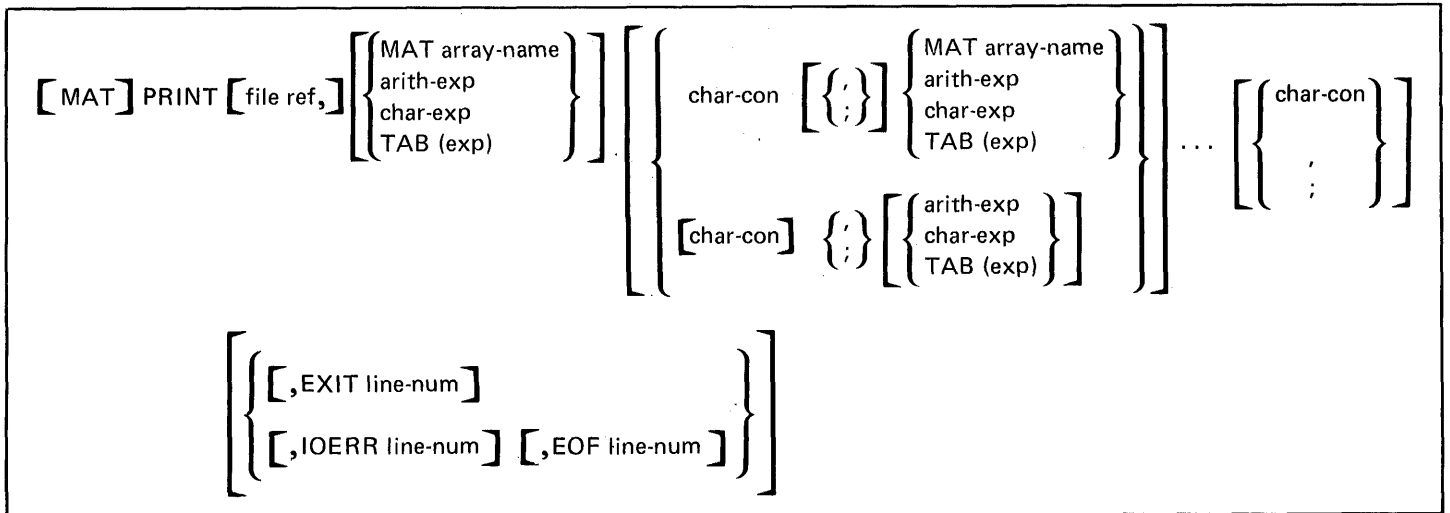 [MAT] PRINT [file ref,] [{MAT array-name
arith-exp
char-exp
TAB (exp)}]
[{char-con [{,
;}] {MAT array-name
arith-exp
char-exp
TAB (exp)}
[char-con] {,
;} [{arith-exp
char-exp
TAB (exp)}]}] ... [{char-con
,
;}]
[{[,EXIT line-num]
[,IOERR line-num] [,EOF line-num]}]